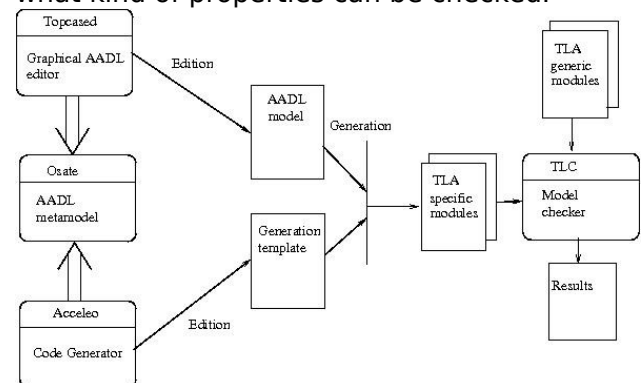 what kind of properties can be checked.
Topcased
Graphical AADL
editor
Edition
AADL
model
Generation
TLA
generic
modules
Osate
AADL
metamodel
TLA
specific
modules
TLC
Model
checker
Generation
template
Results
Edition
Acceleo
Code Generator